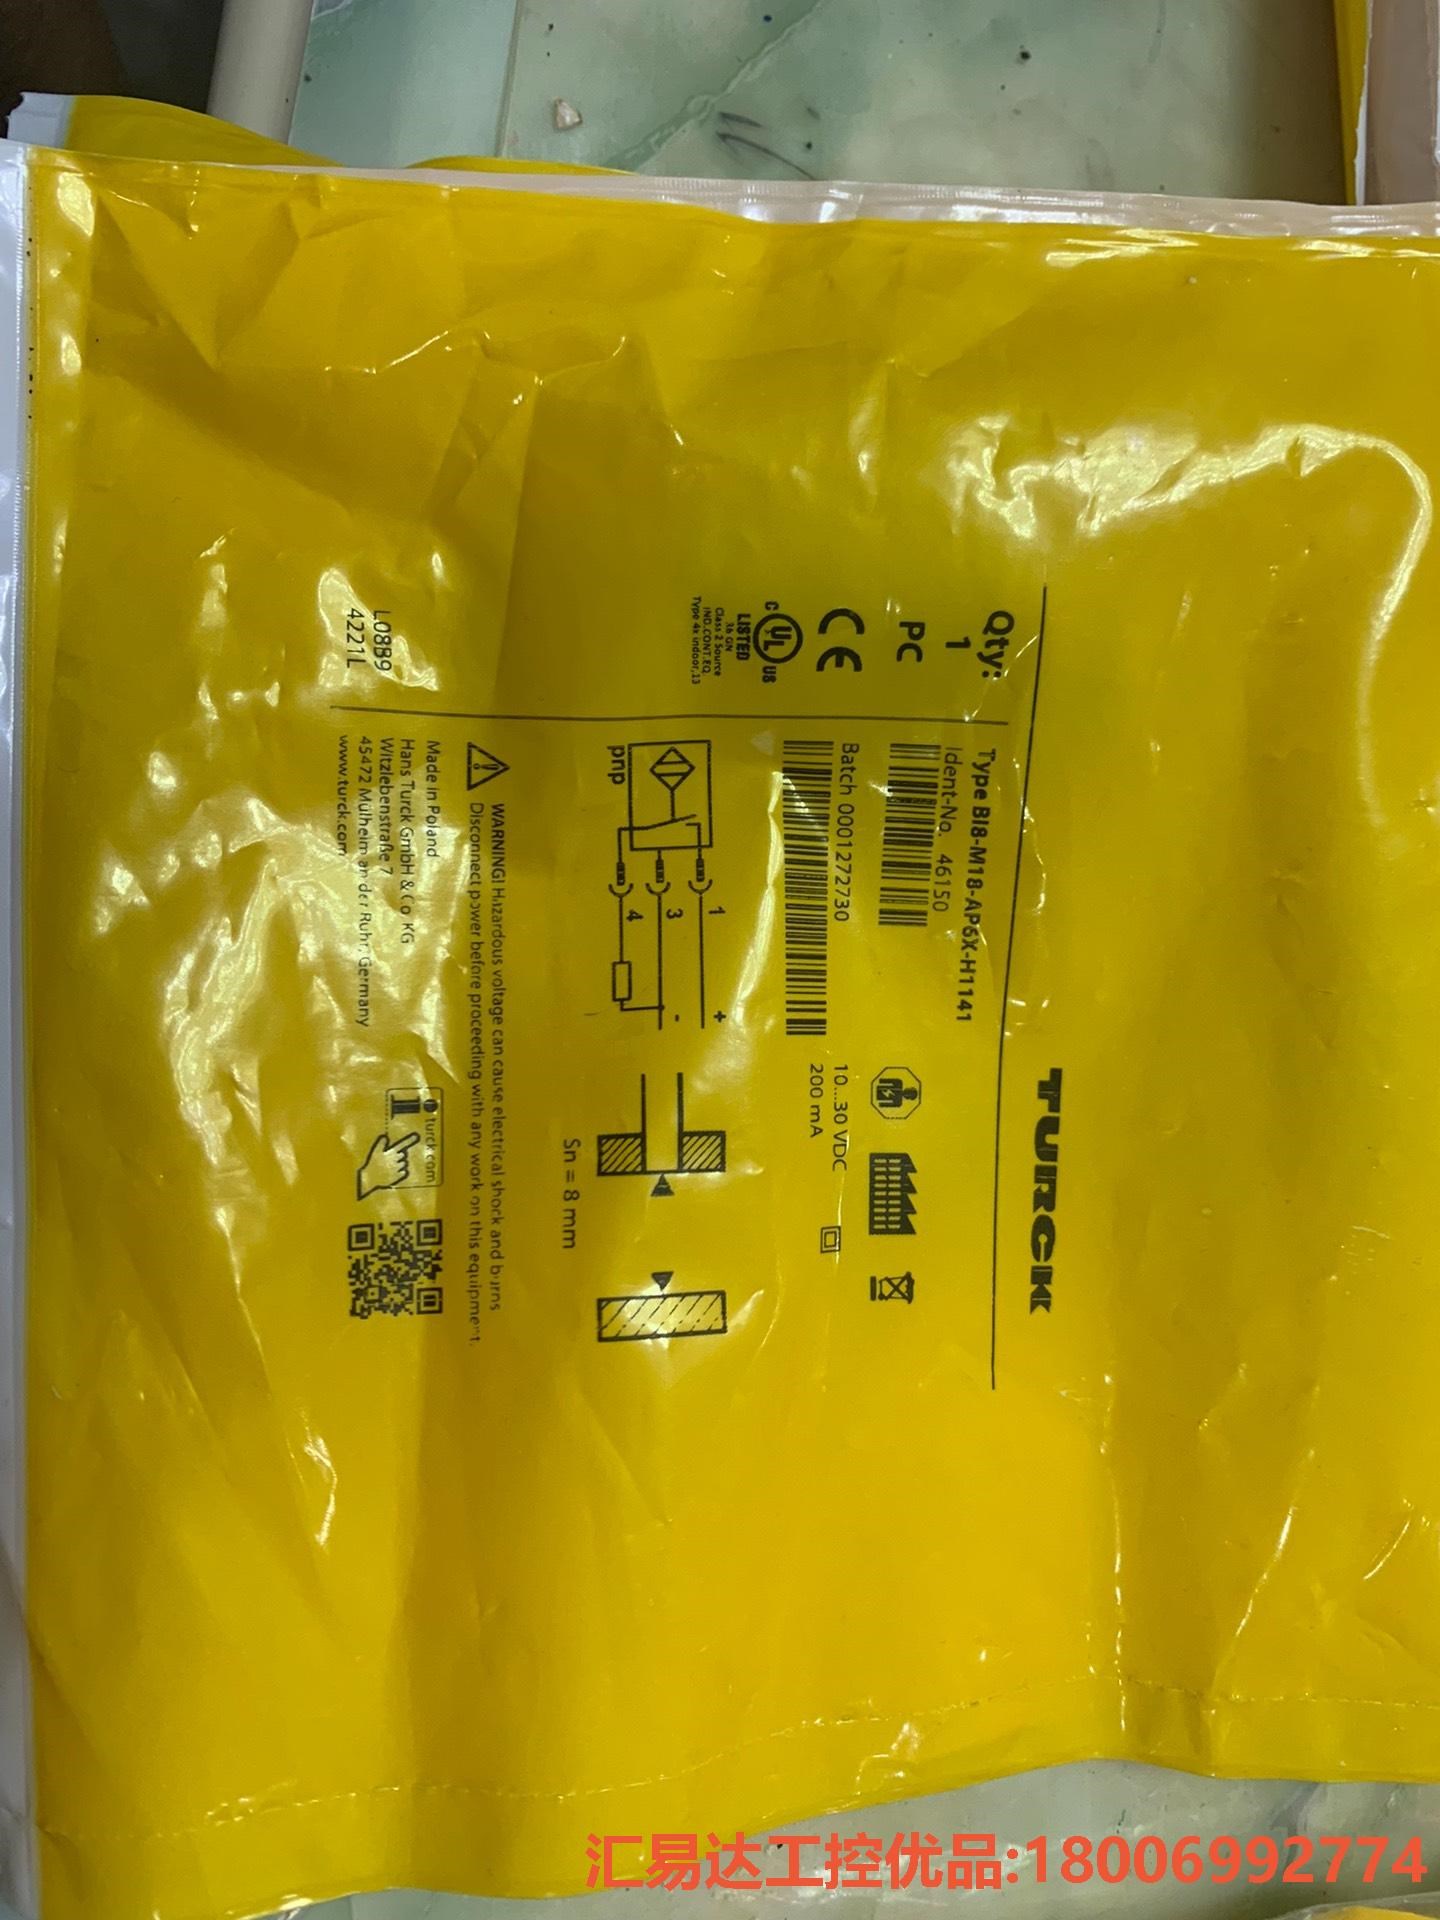 TURCK
Qty:
1
PC
Type BI8-M18-AP6X-H1141
Ident-No. 46150
Batch 0001272730
10...30 VDC
200 mA
CE
C UL US
LISTED
36 GN
Class 2 Source
IND.CONT.EQ
Type 4x indoor,13
pnp
1
+
3
-
4
Sn = 8 mm
WARNING! Hazardous voltage can cause electrical shock and burns
Disconnect power before proceeding with any work on this equipment.
Made in Poland
Hans Turck GmbH & Co. KG
Witzlebenstraße 7
45472 Mülheim an der Ruhr, Germany
www.turck.com
i turck.com
L08B9
4221L
汇易达工控优品:18006992774